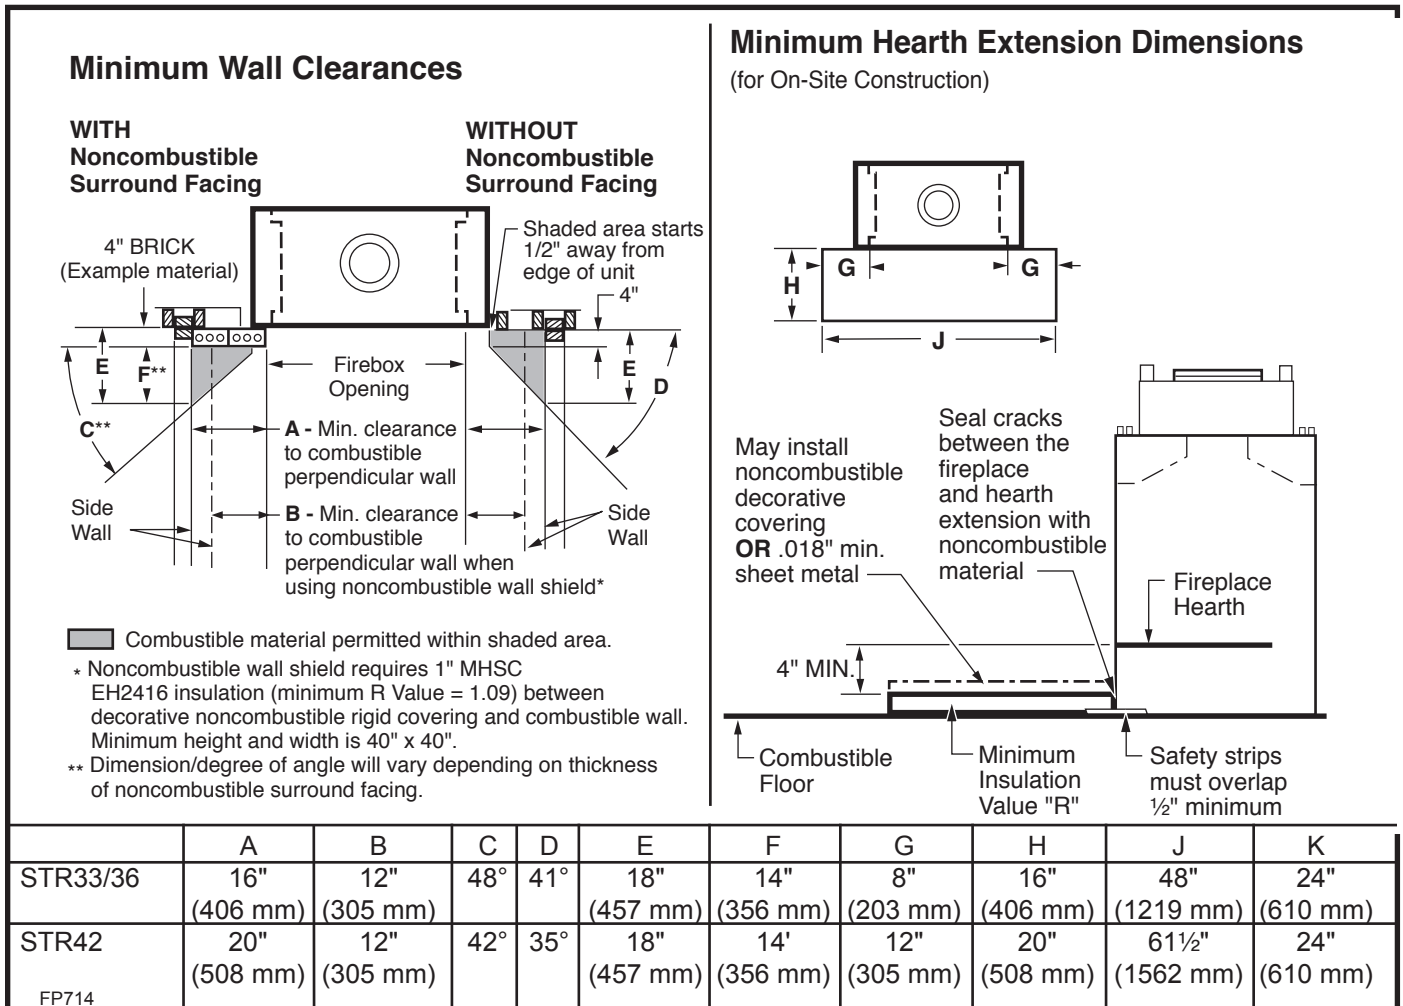 Minimum Wall Clearances
WITH
Noncombustible
Surround Facing
WITHOUT
Noncombustible
Surround Facing
4" BRICK
(Example material)
Shaded area starts
1/2" away from
edge of unit
4"
E
F**
C**
Firebox
Opening
E
D
A - Min. clearance
to combustible
perpendicular wall
Side
Wall
B - Min. clearance
to combustible
perpendicular wall when
using noncombustible wall shield*
Side
Wall
Combustible material permitted within shaded area.
* Noncombustible wall shield requires 1" MHSC
EH2416 insulation (minimum R Value = 1.09) between
decorative noncombustible rigid covering and combustible wall.
Minimum height and width is 40" x 40".
** Dimension/degree of angle will vary depending on thickness
of noncombustible surround facing.
Minimum Hearth Extension Dimensions
(for On-Site Construction)
G
G
H
J
May install
noncombustible
decorative
covering
OR .018" min.
sheet metal
Seal cracks
between the
fireplace
and hearth
extension with
noncombustible
material
Fireplace
Hearth
4" MIN.
Combustible
Floor
Minimum
Insulation
Value "R"
Safety strips
must overlap
½" minimum
A B C D E F G H J K
STR33/36 16" 12" 48° 41° 18" 14" 8" 16" 48" 24"
(406 mm) (305 mm) (457 mm) (356 mm) (203 mm) (406 mm) (1219 mm) (610 mm)
STR42 20" 12" 42° 35° 18" 14' 12" 20" 61½" 24"
(508 mm) (305 mm) (457 mm) (356 mm) (305 mm) (508 mm) (1562 mm) (610 mm)
FP714